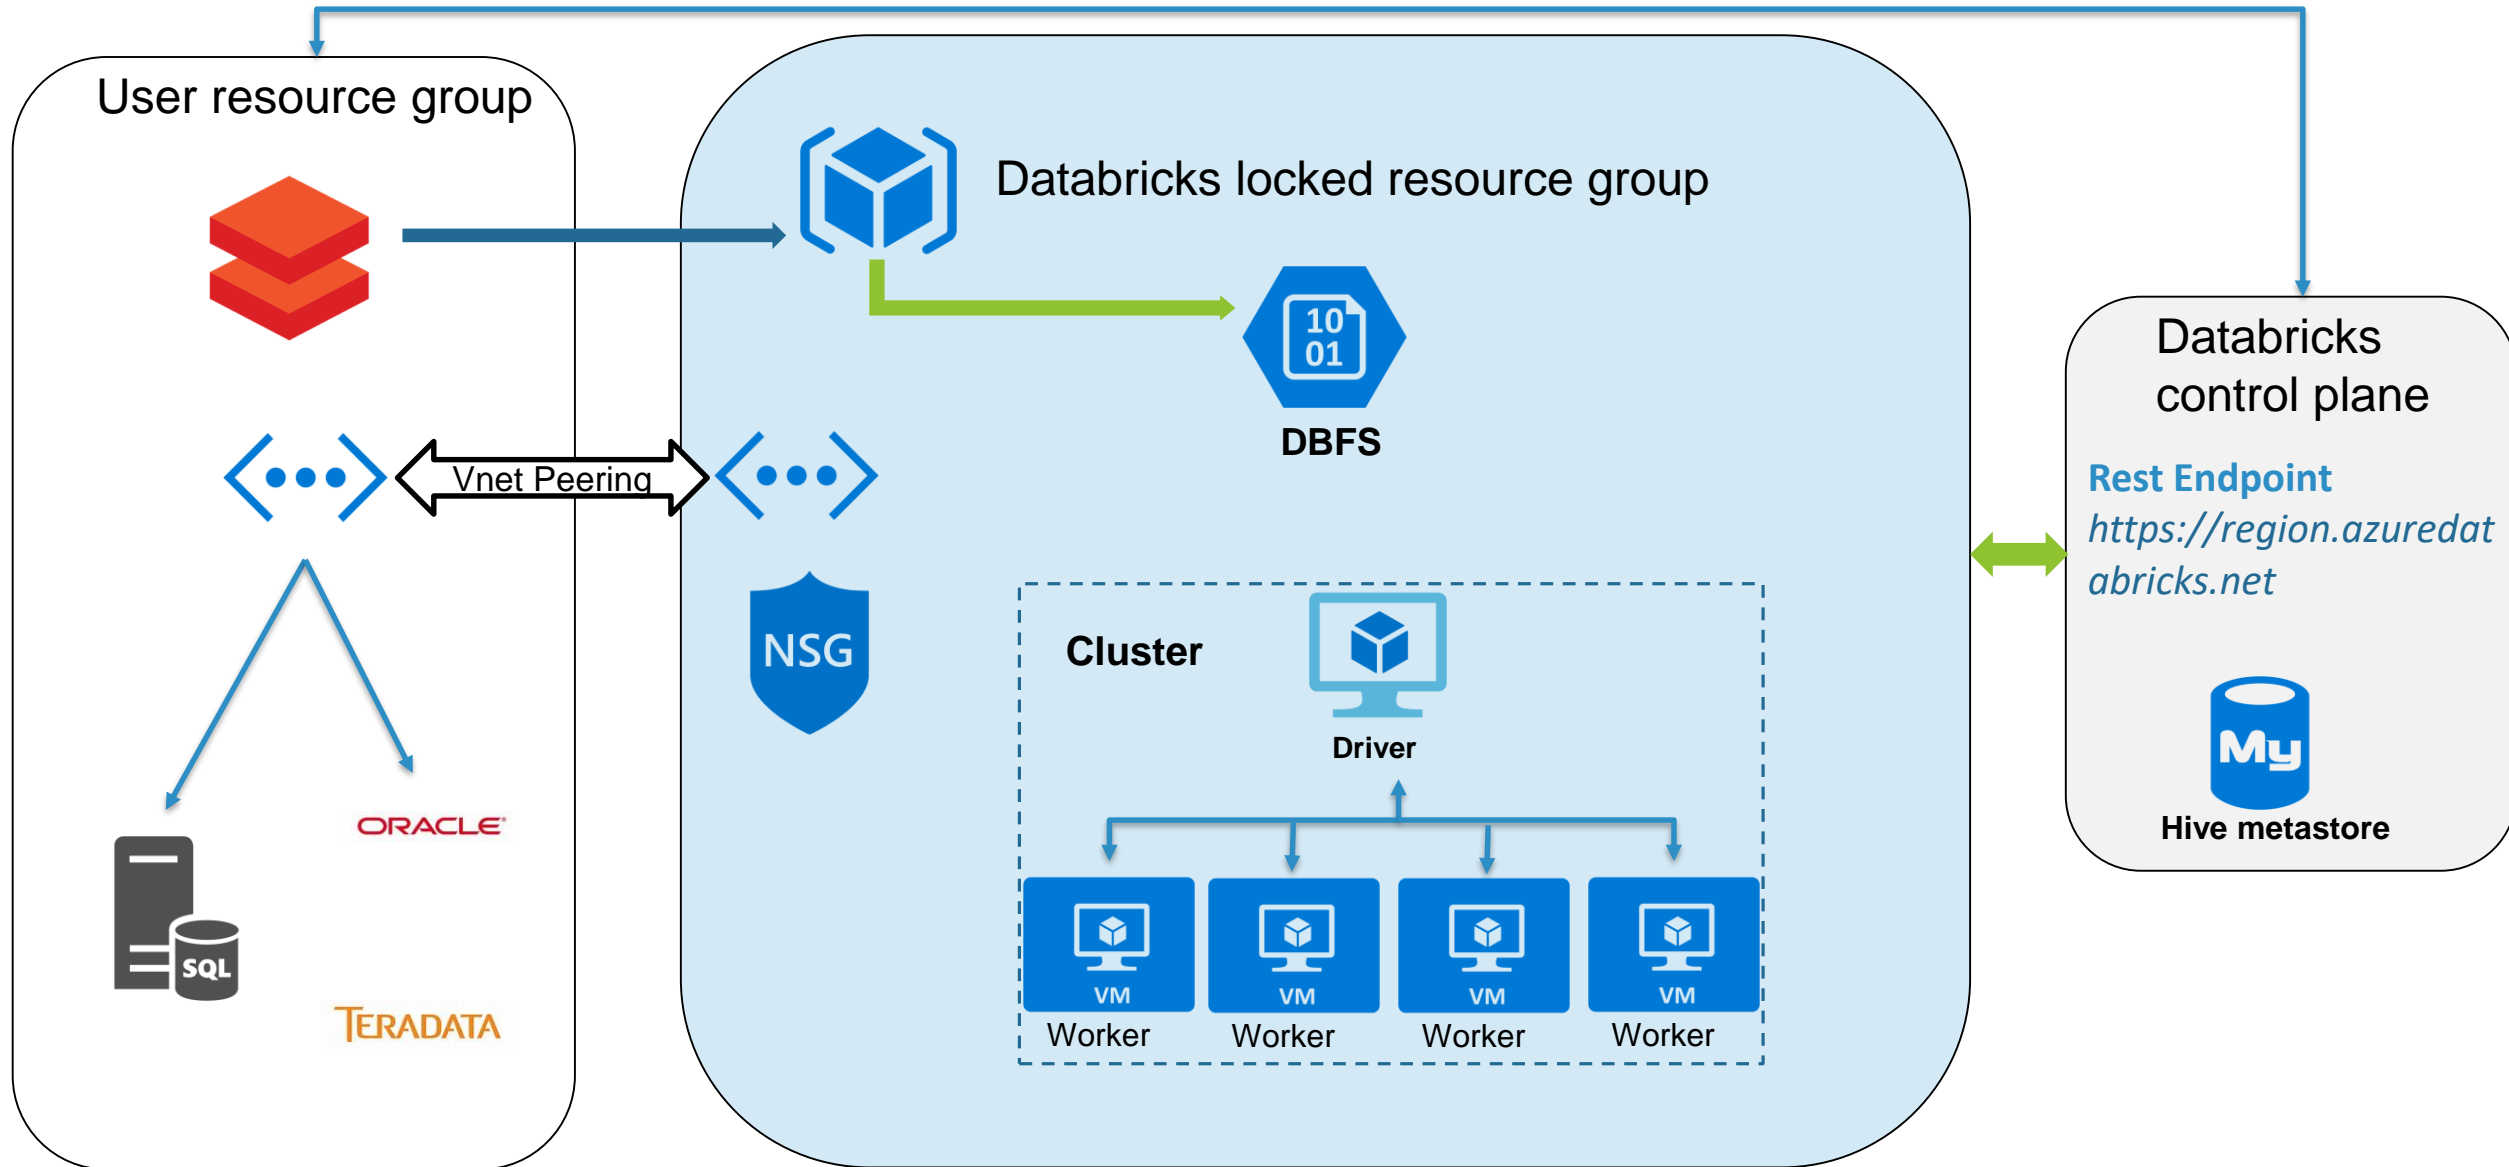 User resource group
Databricks locked resource group
10
01
DBFS
Vnet Peering
NSG
Cluster
Driver
VM
Worker
VM
Worker
VM
Worker
VM
Worker
ORACLE®
SQL
TERADATA
Databricks
control plane
Rest Endpoint
https://region.azuredat
abricks.net
My
Hive metastore